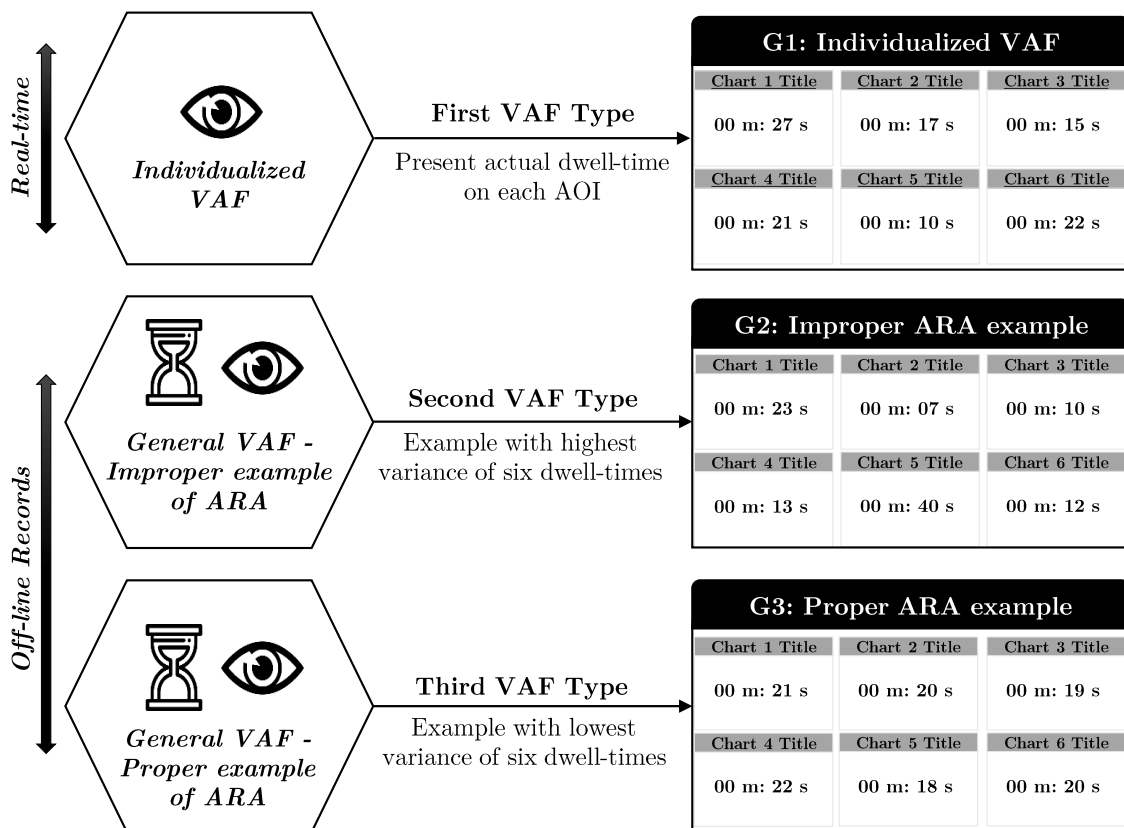 Real-time
Individualized
VAF
First VAF Type
Present actual dwell-time
on each AOI
G1: Individualized VAF
Chart 1 Title Chart 2 Title Chart 3 Title
00 m: 27 s 00 m: 17 s 00 m: 15 s
Chart 4 Title Chart 5 Title Chart 6 Title
00 m: 21 s 00 m: 10 s 00 m: 22 s
Off-line Records
General VAF -
Improper example
of ARA
Second VAF Type
Example with highest
variance of six dwell-times
G2: Improper ARA example
Chart 1 Title Chart 2 Title Chart 3 Title
00 m: 23 s 00 m: 07 s 00 m: 10 s
Chart 4 Title Chart 5 Title Chart 6 Title
00 m: 13 s 00 m: 40 s 00 m: 12 s
General VAF -
Proper example
of ARA
Third VAF Type
Example with lowest
variance of six dwell-times
G3: Proper ARA example
Chart 1 Title Chart 2 Title Chart 3 Title
00 m: 21 s 00 m: 20 s 00 m: 19 s
Chart 4 Title Chart 5 Title Chart 6 Title
00 m: 22 s 00 m: 18 s 00 m: 20 s